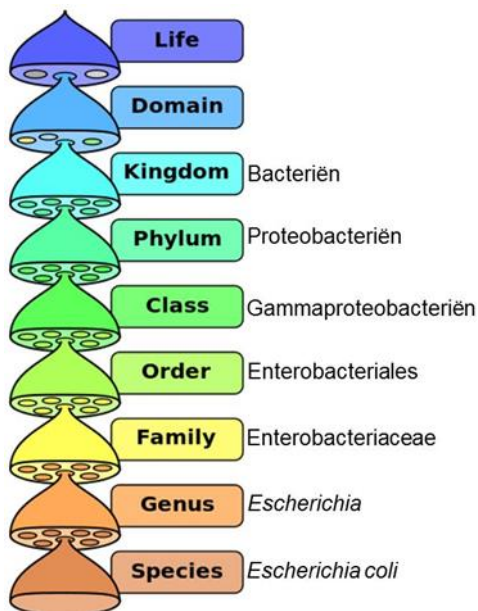 Life
Domain
Kingdom Bacteriën
Phylum Proteobacteriën
Class Gammaproteobacteriën
Order Enterobacteriales
Family Enterobacteriaceae
Genus Escherichia
Species Escherichia coli